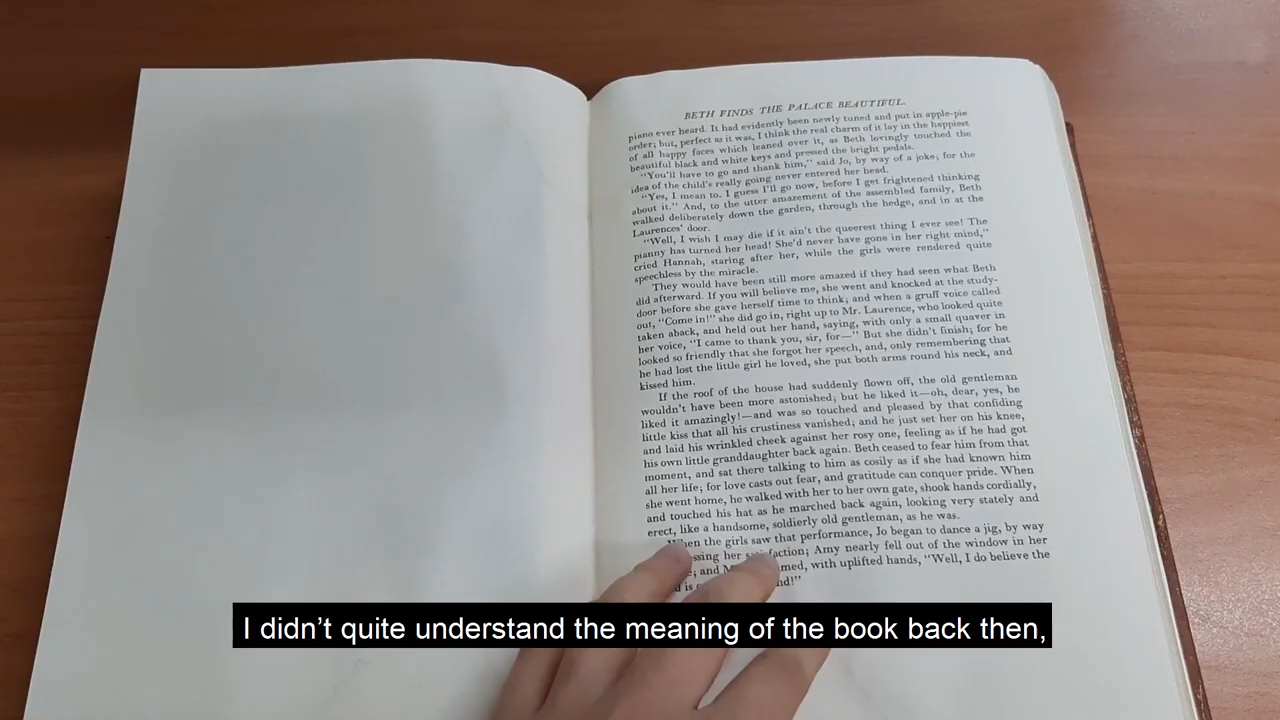 BETH FINDS THE PALACE BEAUTIFUL.
piano ever heard. It had evidently been newly tuned and put in apple-pie
order; but, perfect as it was, I think the real charm of it lay in the happiest
of all happy faces which leaned over it, as Beth lovingly touched the
beautiful black and white keys and pressed the bright pedals.
"You'll have to go and thank him," said Jo, by way of a joke, for the
idea of the child's really going never entered her head.
"Yes, I mean to. I guess I'll go now, before I get frightened thinking
about it." And, to the utter amazement of the assembled family, Beth
walked deliberately down the garden, through the hedge, and in at the
Laurences' door.
"Well, I wish I may die if it ain't the queerest thing I ever see! The
pianny has turned her head! She'd never have gone in her right mind,"
cried Hannah, staring after her, while the girls were rendered quite
speechless by the miracle.
They would have been still more amazed if they had seen what Beth
did afterward. If you will believe me, she went and knocked at the study-
door before she gave herself time to think; and when a gruff voice called
out, "Come in!" she did go in, right up to Mr. Laurence, who looked quite
taken aback, and held out her hand, saying, with only a small quaver in
her voice, "I came to thank you, sir, for—" But she didn't finish; for he
looked so friendly that she forgot her speech, and, only remembering that
he had lost the little girl he loved, she put both arms round his neck, and
kissed him.
If the roof of the house had suddenly flown off, the old gentleman
wouldn't have been more astonished; but he liked it—oh, dear, yes, he
liked it amazingly!—and was so touched and pleased by that confiding
little kiss that all his crustiness vanished; and he just set her on his knee,
and laid his wrinkled cheek against her rosy one, feeling as if he had got
his own little granddaughter back again. Beth ceased to fear him from that
moment, and sat there talking to him as cosily as if she had known him
all her life; for love casts out fear, and gratitude can conquer pride. When
she went home, he walked with her to her own gate, shook hands cordially,
and touched his hat as he marched back again, looking very stately and
erect, like a handsome, soldierly old gentleman, as he was.
When the girls saw that performance, Jo began to dance a jig, by way
her satisfaction; Amy nearly fell out of the window in her
and with uplifted hands, "Well, I do believe the
is
I didn't quite understand the meaning of the book back then,